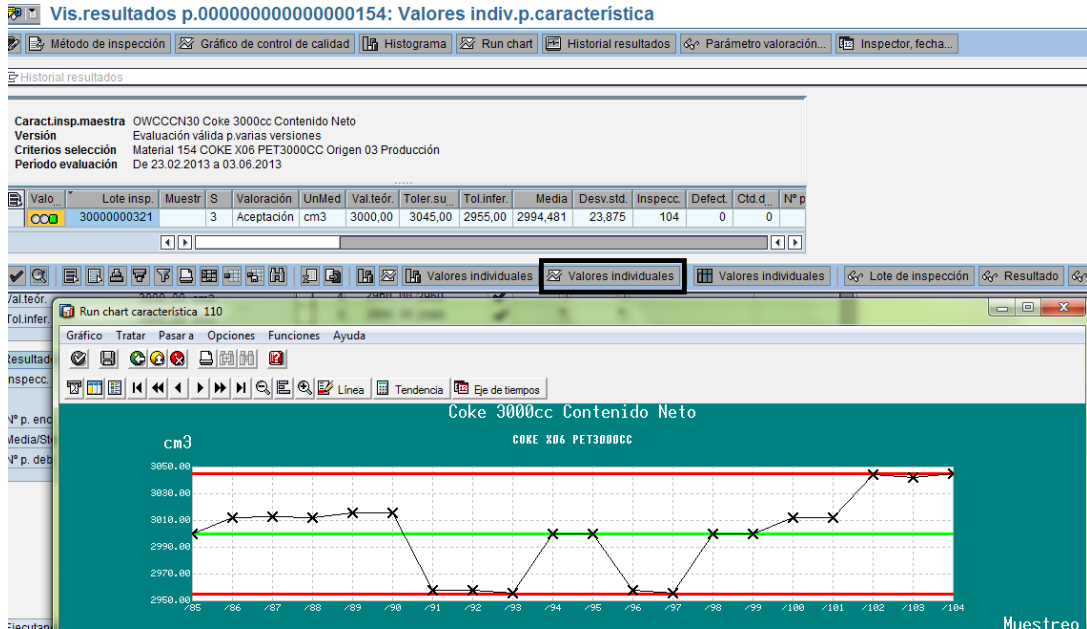 Vis.resultados p.000000000000000154: Valores indiv.p.característica
Método de inspección Gráfico de control de calidad Histograma Run chart Historial resultados Parámetro valoración... Inspector, fecha...
Historial resultados
Caract.insp.maestra OWCCCN30 Coke 3000cc Contenido Neto
Versión Evaluación válida p.varias versiones
Criterios selección Material 154 COKE X06 PET3000CC Origen 03 Producción
Periodo evaluación De 23.02.2013 a 03.06.2013
Valo... Lote insp. Muestr S Valoración UnMed Val.teór. Toler.su... Tol.infer. Media Desv.std. Inspecc. Defect. Ctd.d... Nº p
30000000321 3 Aceptación cm3 3000,00 3045,00 2955,00 2994,481 23,875 104 0 0
Valores individuales Valores individuales Valores individuales Lote de inspección Resultado
Val.teór.
Tol.infer.
Run chart característica 110
Gráfico Tratar Pasar a Opciones Funciones Ayuda
Resultad
Inspecc.
Línea Tendencia Eje de tiempos
Nº p. enc
Media/St
Nº p. deb
Coke 3000cc Contenido Neto
cm3
COKE X06 PET3000CC
3050.00
3030.00
3010.00
2990.00
2970.00
2950.00
/85 /86 /87 /88 /89 /90 /91 /92 /93 /94 /95 /96 /97 /98 /99 /100 /101 /102 /103 /104
Muestreo
Ejecutan